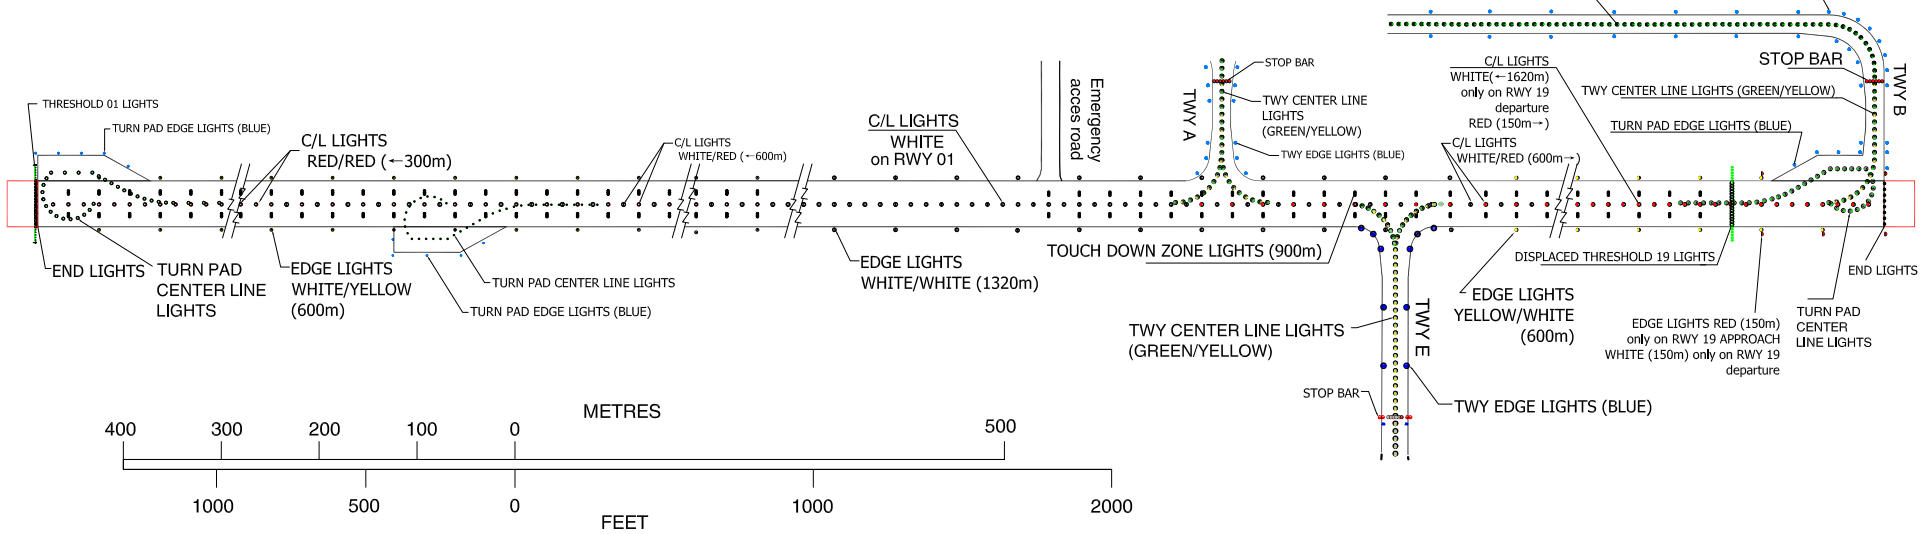 THRESHOLD 01 LIGHTS
TURN PAD EDGE LIGHTS (BLUE)
C/L LIGHTS
RED/RED (←300m)
C/L LIGHTS
WHITE/RED (←600m)
C/L LIGHTS
WHITE
on RWY 01
Emergency
acces road
TWY A
STOP BAR
TWY CENTER LINE
LIGHTS
(GREEN/YELLOW)
TWY EDGE LIGHTS (BLUE)
C/L LIGHTS
WHITE(←1620m)
only on RWY 19
departure
RED (150m→)
C/L LIGHTS
WHITE/RED (600m→)
STOP BAR
TWY CENTER LINE LIGHTS (GREEN/YELLOW)
TURN PAD EDGE LIGHTS (BLUE)
TWY B
END LIGHTS
TURN PAD
CENTER LINE
LIGHTS
EDGE LIGHTS
WHITE/YELLOW
(600m)
TURN PAD CENTER LINE LIGHTS
TURN PAD EDGE LIGHTS (BLUE)
EDGE LIGHTS
WHITE/WHITE (1320m)
TOUCH DOWN ZONE LIGHTS (900m)
TWY CENTER LINE LIGHTS
(GREEN/YELLOW)
TWY E
STOP BAR
TWY EDGE LIGHTS (BLUE)
DISPLACED THRESHOLD 19 LIGHTS
EDGE LIGHTS
YELLOW/WHITE
(600m)
EDGE LIGHTS RED (150m)
only on RWY 19 APPROACH
WHITE (150m) only on RWY 19
departure
END LIGHTS
TURN PAD
CENTER
LINE LIGHTS
METRES
400 300 200 100 0 500
1000 500 0 1000 2000
FEET